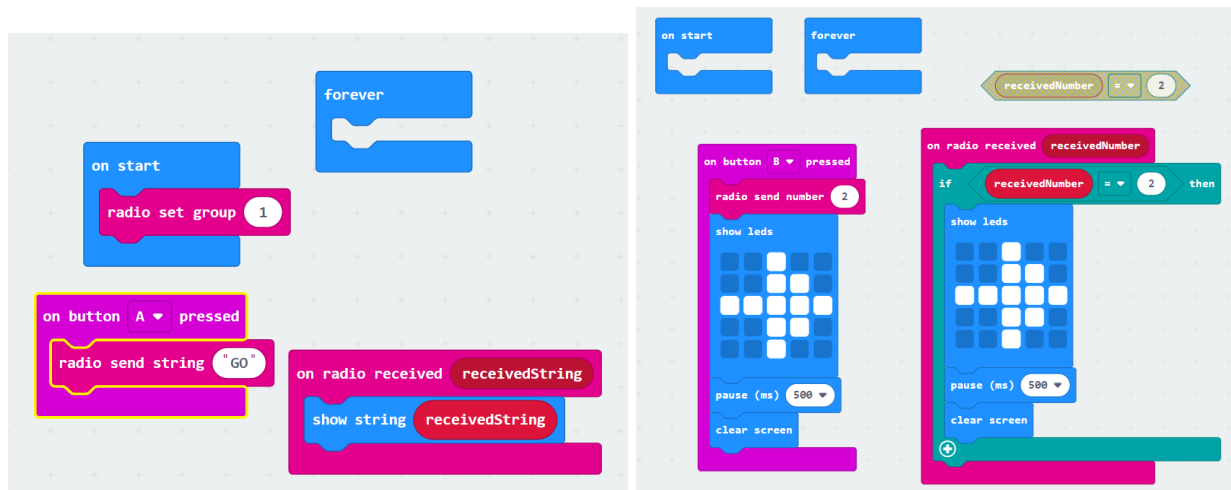 forever
on start
radio set group 1
on button A pressed
radio send string "GO"
on radio received receivedString
show string receivedString
on start
forever
receivedNumber = 2
on button B pressed
radio send number 2
show leds
pause (ms) 500
clear screen
on radio received receivedNumber
if receivedNumber = 2 then
show leds
pause (ms) 500
clear screen